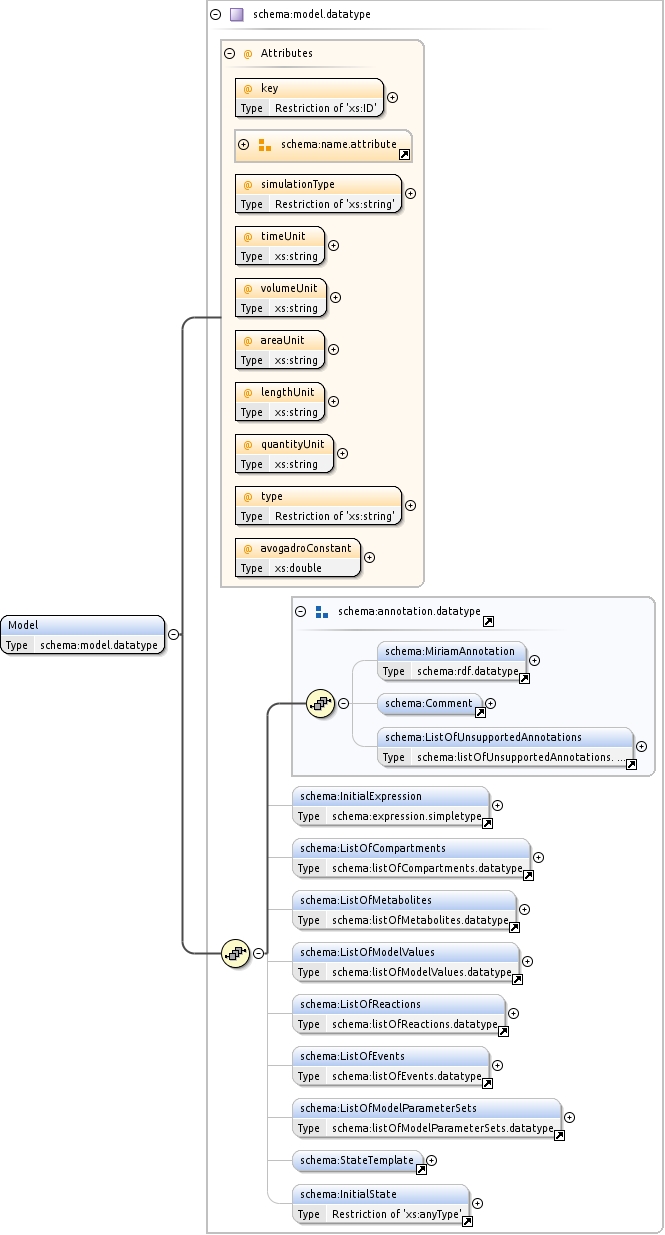 schema:model.datatype
@ Attributes
@ key
Type Restriction of 'xs:ID'
schema:name.attribute
@ simulationType
Type Restriction of 'xs:string'
@ timeUnit
Type xs:string
@ volumeUnit
Type xs:string
@ areaUnit
Type xs:string
@ lengthUnit
Type xs:string
@ quantityUnit
Type xs:string
@ type
Type Restriction of 'xs:string'
@ avogadroConstant
Type xs:double
Model
Type schema:model.datatype
schema:annotation.datatype
schema:MiriamAnnotation
Type schema:rdf.datatype
schema:Comment
schema:ListOfUnsupportedAnnotations
Type schema:listOfUnsupportedAnnotations. ...
schema:InitialExpression
Type schema:expression.simpletype
schema:ListOfCompartments
Type schema:listOfCompartments.datatype
schema:ListOfMetabolites
Type schema:listOfMetabolites.datatype
schema:ListOfModelValues
Type schema:listOfModelValues.datatype
schema:ListOfReactions
Type schema:listOfReactions.datatype
schema:ListOfEvents
Type schema:listOfEvents.datatype
schema:ListOfModelParameterSets
Type schema:listOfModelParameterSets.datatype
schema:StateTemplate
schema:InitialState
Type Restriction of 'xs:anyType'